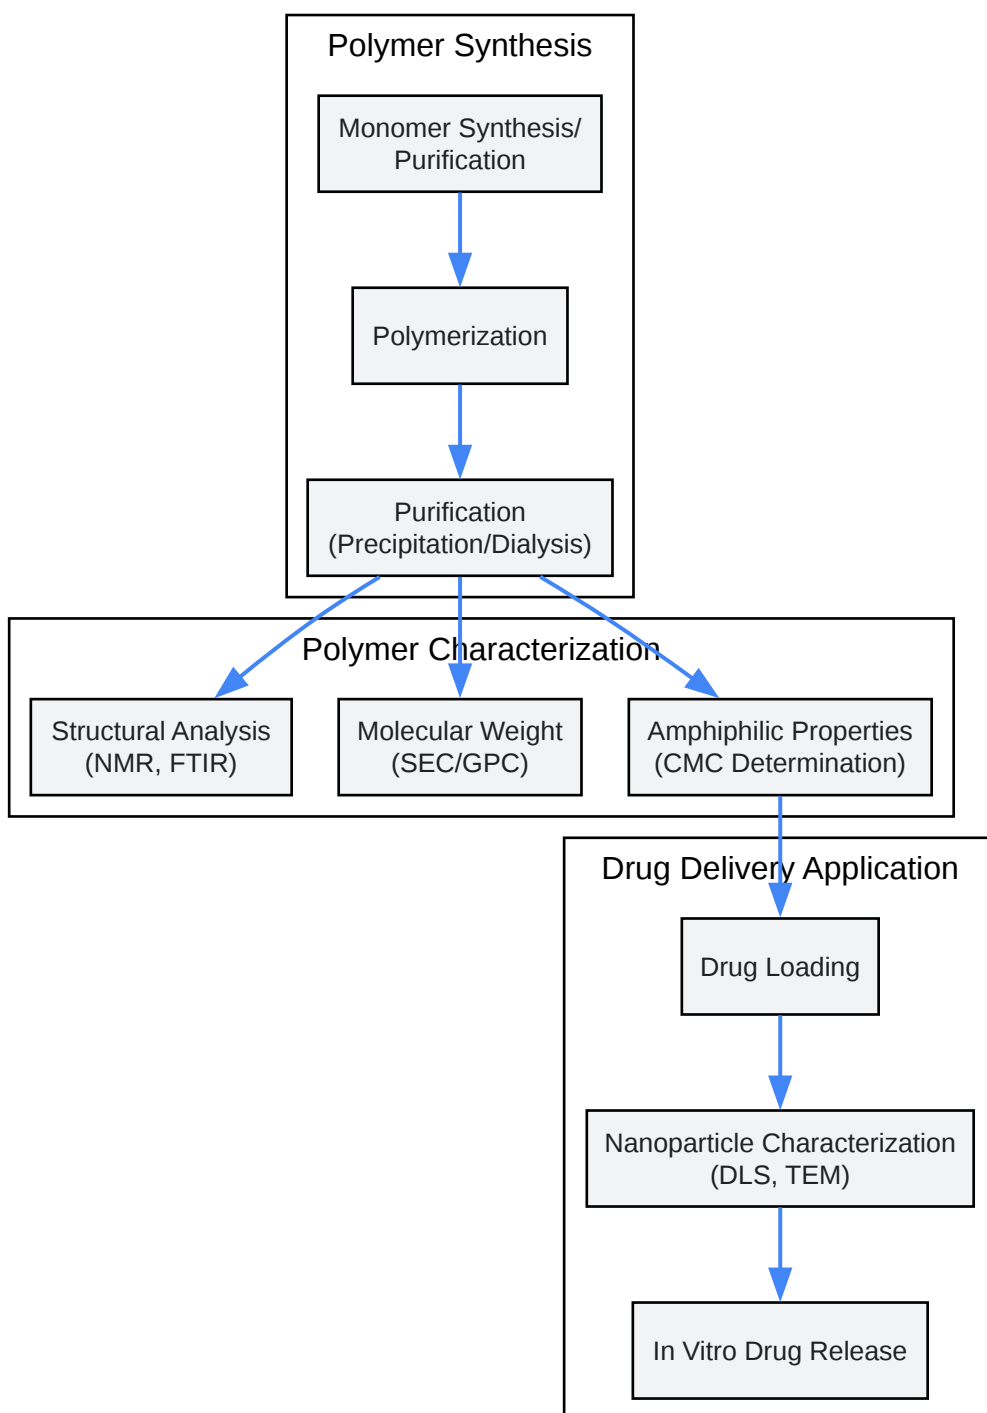 Polymer Synthesis
Monomer Synthesis/
Purification
Polymerization
Purification
(Precipitation/Dialysis)
Polymer Characterization
Structural Analysis
(NMR, FTIR)
Molecular Weight
(SEC/GPC)
Amphiphilic Properties
(CMC Determination)
Drug Delivery Application
Drug Loading
Nanoparticle Characterization
(DLS, TEM)
In Vitro Drug Release